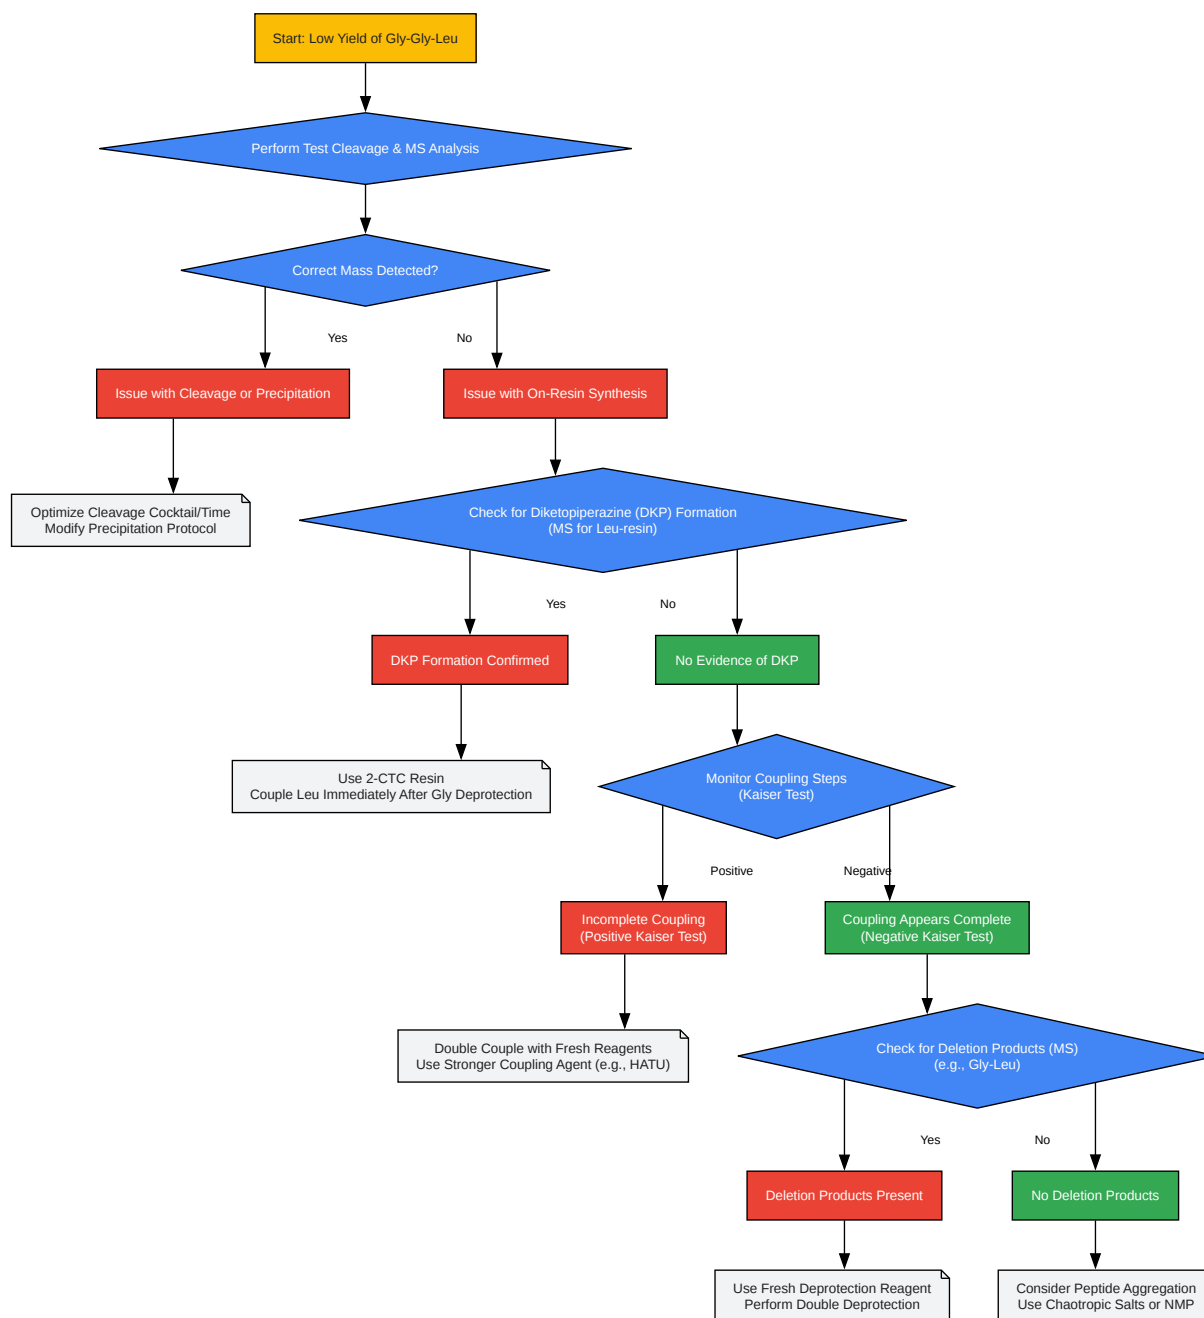 Start: Low Yield of Gly-Gly-Leu
Perform Test Cleavage & MS Analysis
Correct Mass Detected?
Yes
No
Issue with Cleavage or Precipitation
Issue with On-Resin Synthesis
Optimize Cleavage Cocktail/Time
Modify Precipitation Protocol
Check for Diketopiperazine (DKP) Formation
(MS for Leu-resin)
Yes
No
DKP Formation Confirmed
No Evidence of DKP
Use 2-CTC Resin
Couple Leu Immediately After Gly Deprotection
Monitor Coupling Steps
(Kaiser Test)
Positive
Negative
Incomplete Coupling
(Positive Kaiser Test)
Coupling Appears Complete
(Negative Kaiser Test)
Double Couple with Fresh Reagents
Use Stronger Coupling Agent (e.g., HATU)
Check for Deletion Products (MS)
(e.g., Gly-Leu)
Yes
No
Deletion Products Present
No Deletion Products
Use Fresh Deprotection Reagent
Perform Double Deprotection
Consider Peptide Aggregation
Use Chaotropic Salts or NMP